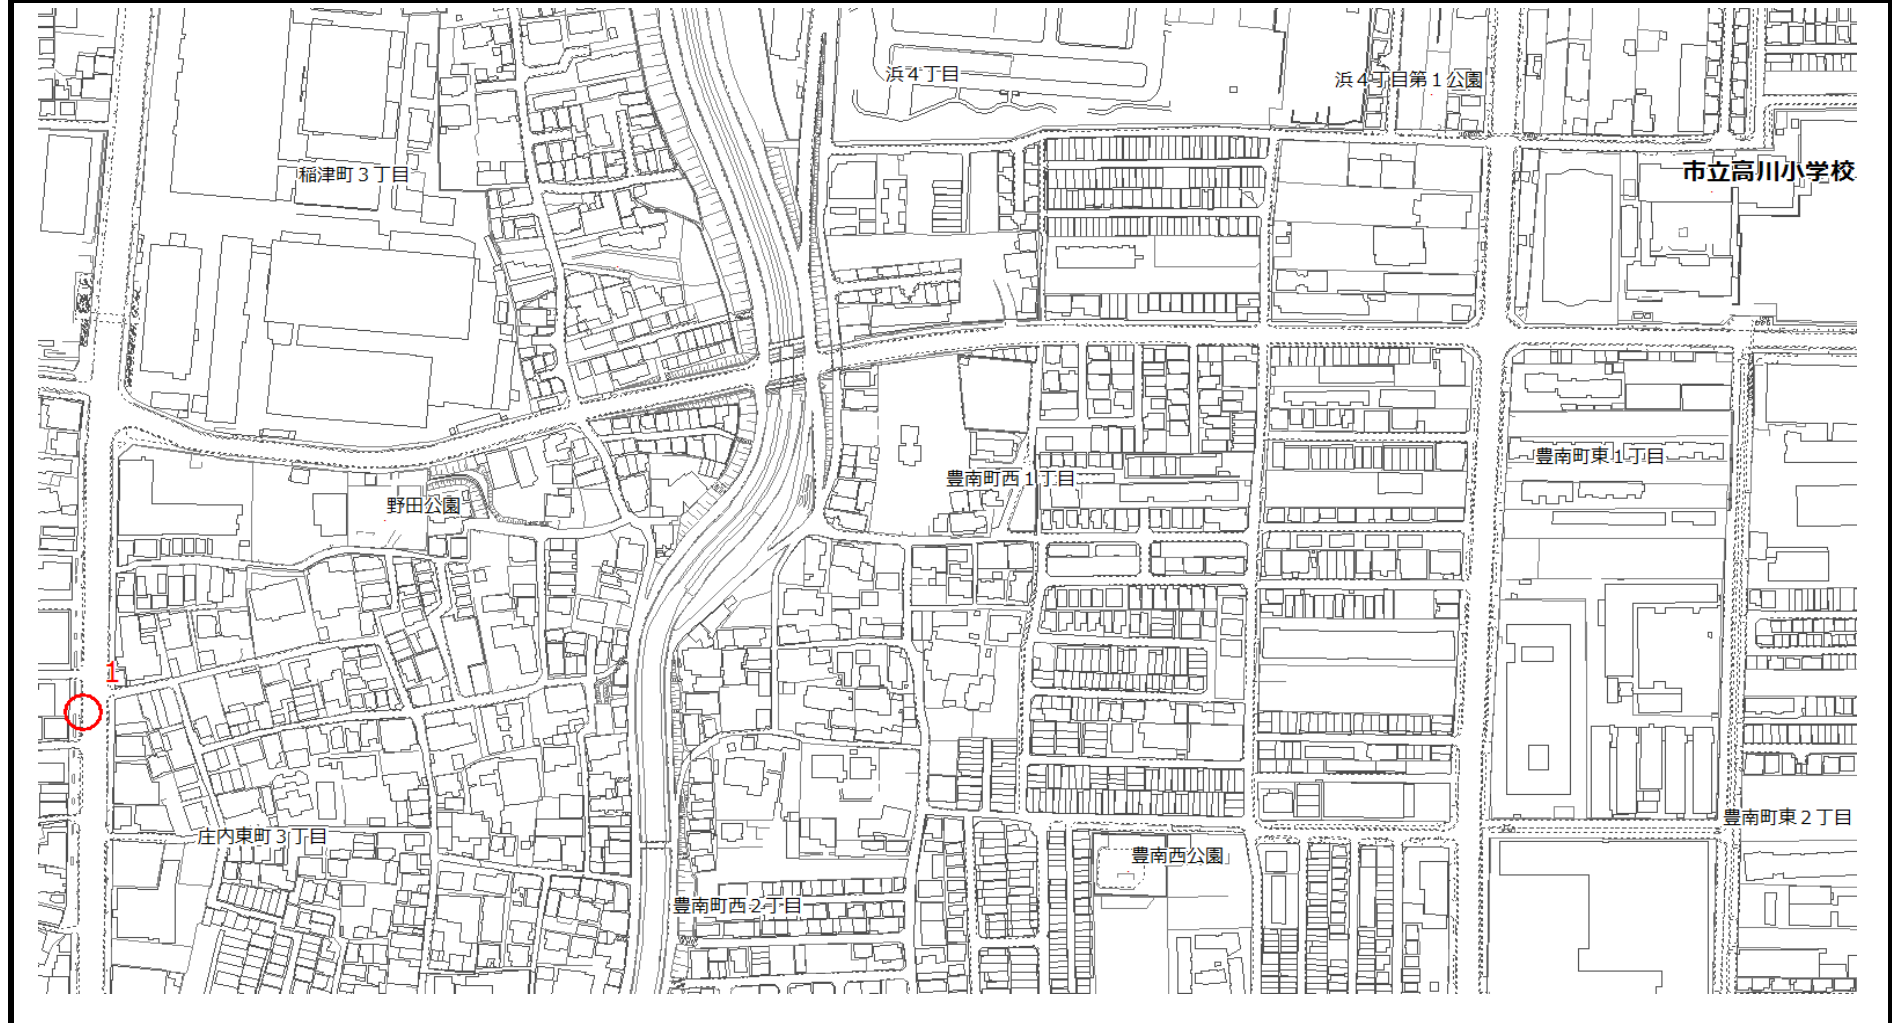 浜4丁目
浜4丁目第1公園
市立高川小学校
稲津町3丁目
豊南町東1丁目
豊南町西1丁目
野田公園
1
豊南町東2丁目
庄内東町3丁目
豊南西公園
豊南町西2丁目